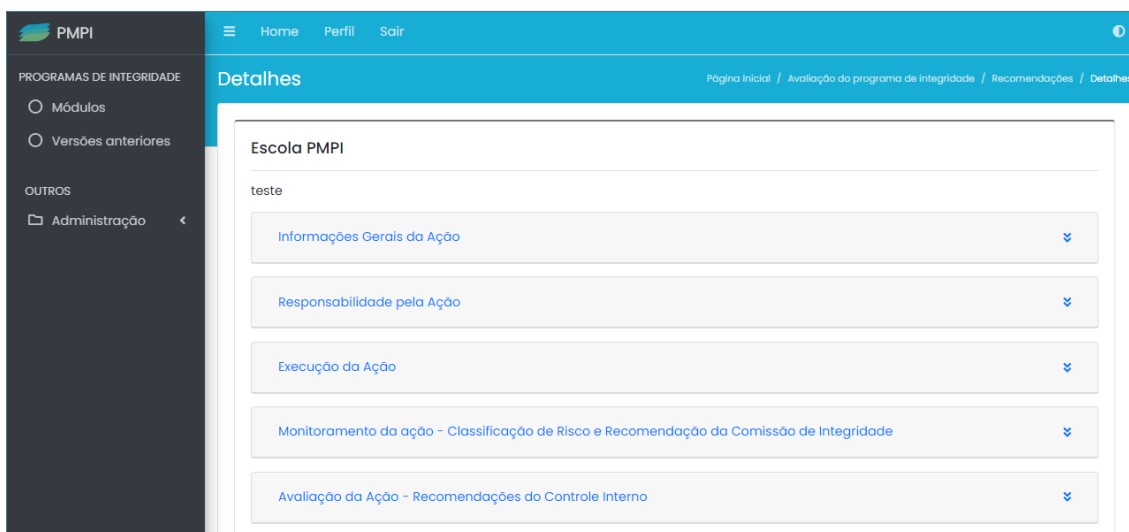 PMPI
Home Perfil Sair
PROGRAMAS DE INTEGRIDADE
Módulos
Versões anteriores
OUTROS
Administração
Detalhes
Página Inicial / Avaliação do programa de integridade / Recomendações / Detalhes
Escola PMPI
teste
Informações Gerais da Ação
Responsabilidade pela Ação
Execução da Ação
Monitoramento da ação - Classificação de Risco e Recomendação da Comissão de Integridade
Avaliação da Ação - Recomendações do Controle Interno